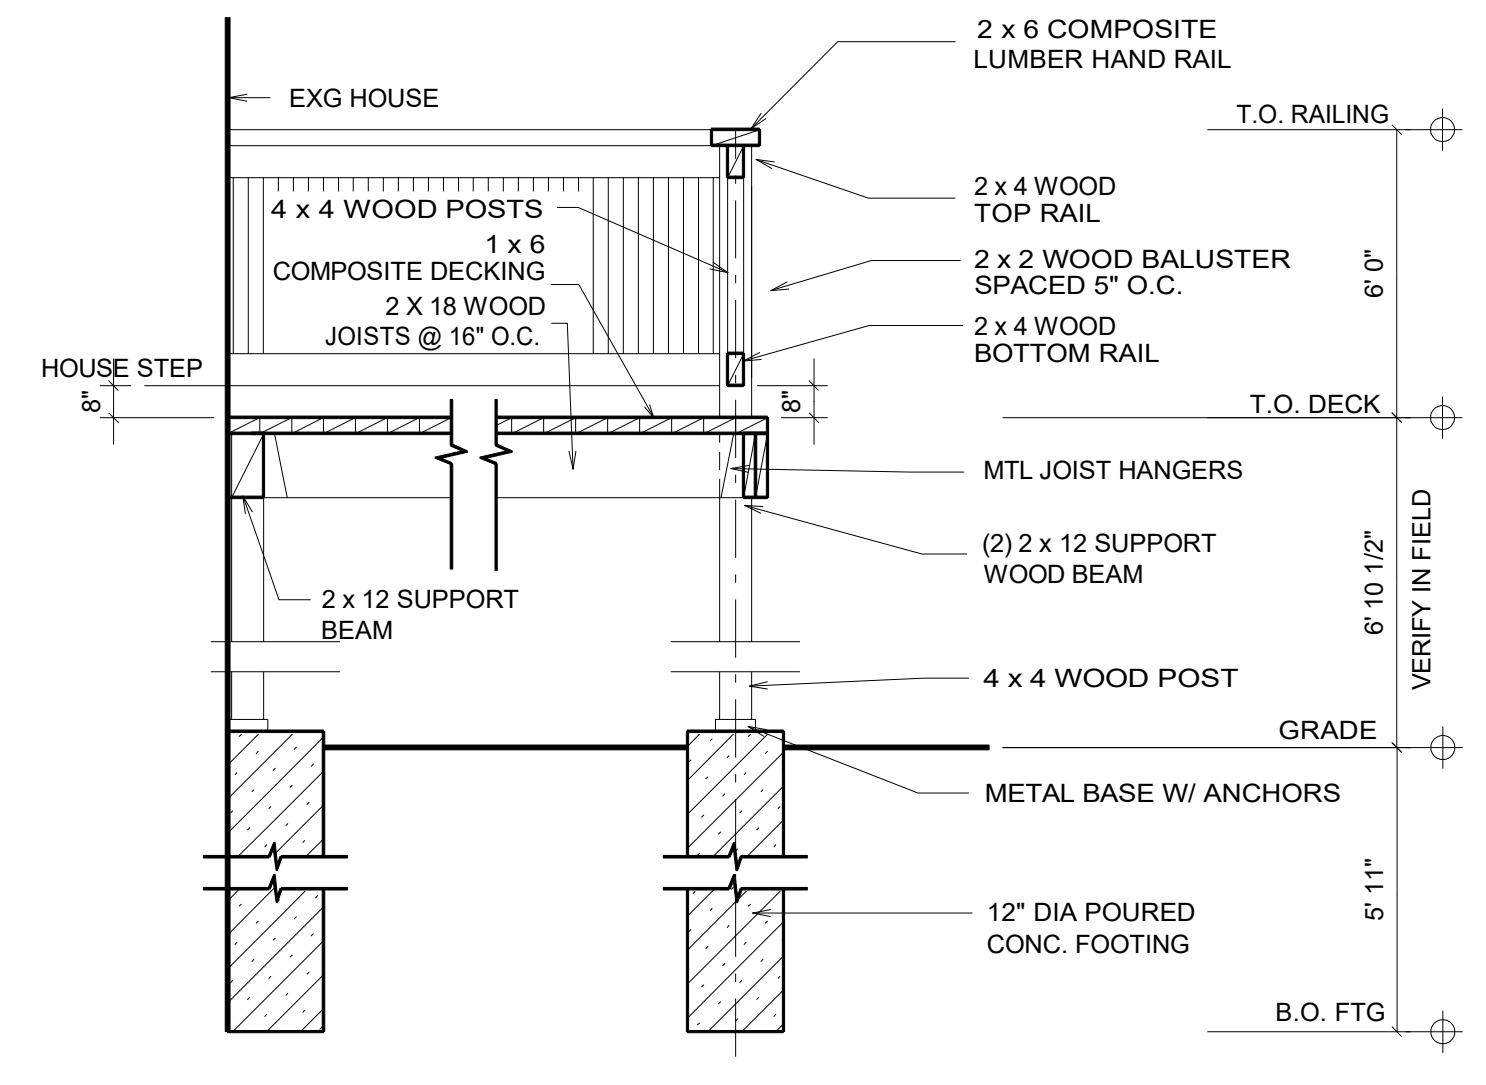 2 x 6 COMPOSITE
LUMBER HAND RAIL
EXG HOUSE
T.O. RAILING
2 x 4 WOOD
TOP RAIL
4 x 4 WOOD POSTS
1 x 6
COMPOSITE DECKING
2 X 18 WOOD
JOISTS @ 16" O.C.
2 x 2 WOOD BALUSTER
SPACED 5" O.C.
6' 0"
2 x 4 WOOD
BOTTOM RAIL
HOUSE STEP
8"
8"
T.O. DECK
MTL JOIST HANGERS
(2) 2 x 12 SUPPORT
WOOD BEAM
6' 10 1/2"
VERIFY IN FIELD
2 x 12 SUPPORT
BEAM
4 x 4 WOOD POST
GRADE
METAL BASE W/ ANCHORS
5' 11"
12" DIA POURED
CONC. FOOTING
B.O. FTG